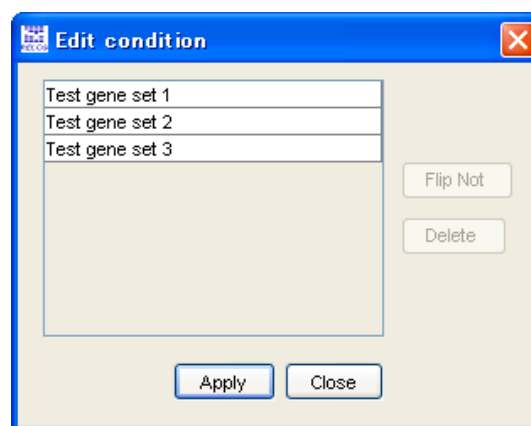 Edit condition
Test gene set 1
Test gene set 2
Test gene set 3
Flip Not
Delete
Apply Close